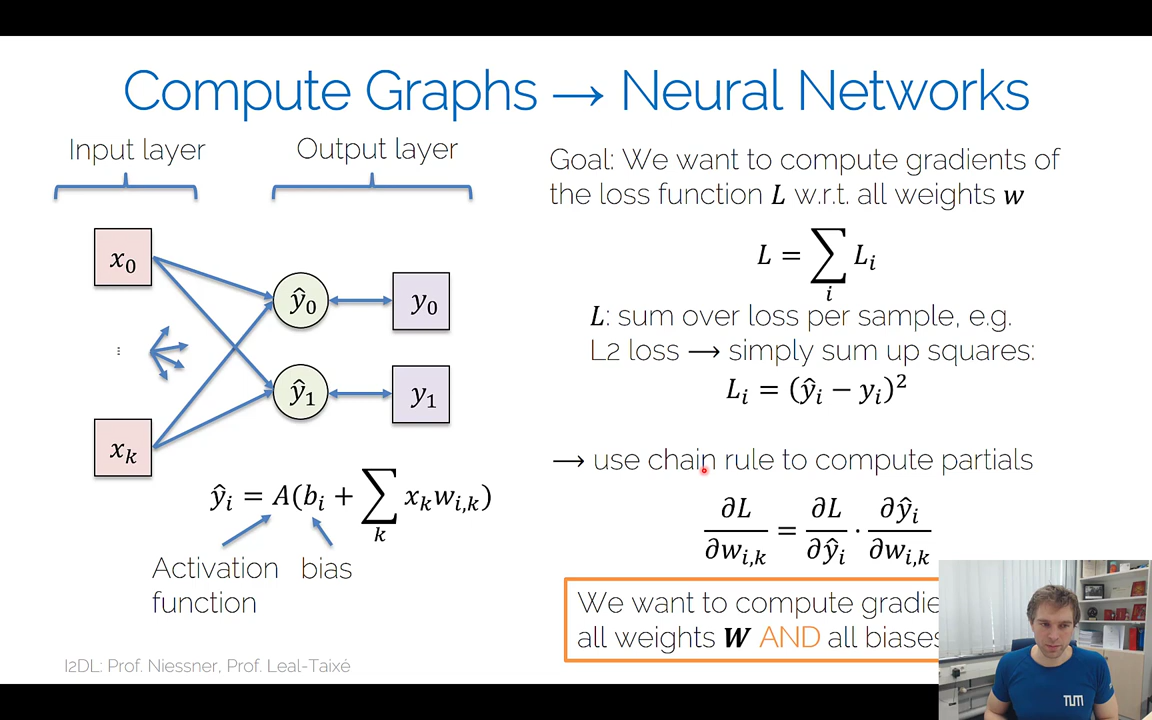 Compute Graphs → Neural Networks
Input layer
Output layer
x₀
⋮
xₖ
ŷ₀
y₀
ŷ₁
y₁
ŷᵢ = A(bᵢ + ∑ₖ xₖwᵢ,ₖ)
Activation
function
bias
Goal: We want to compute gradients of
the loss function L w.r.t. all weights w
L = ∑ᵢ Lᵢ
L: sum over loss per sample, e.g.
L2 loss → simply sum up squares:
Lᵢ = (ŷᵢ − yᵢ)²
→ use chain rule to compute partials
∂L/∂wᵢ,ₖ = ∂L/∂ŷᵢ · ∂ŷᵢ/∂wᵢ,ₖ
We want to compute gradie
all weights W AND all biases
I2DL: Prof. Niessner, Prof. Leal-Taixé
TUM